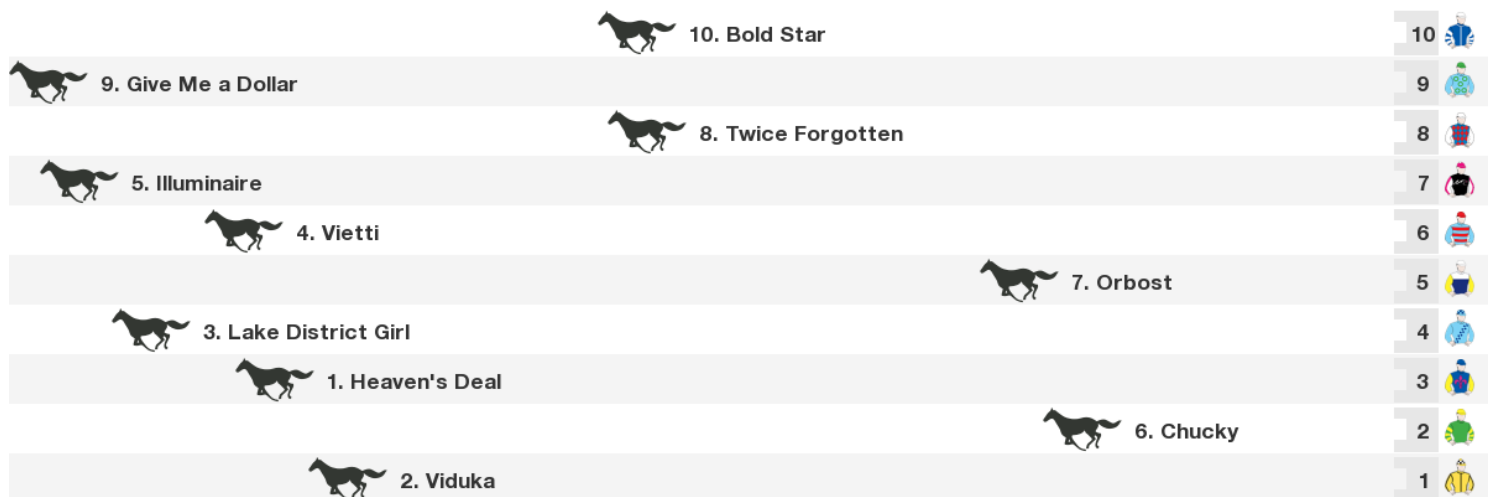 10. Bold Star 10
9. Give Me a Dollar 9
8. Twice Forgotten 8
5. Illuminaire 7
4. Vietti 6
7. Orbost 5
3. Lake District Girl 4
1. Heaven's Deal 3
6. Chucky 2
2. Viduka 1